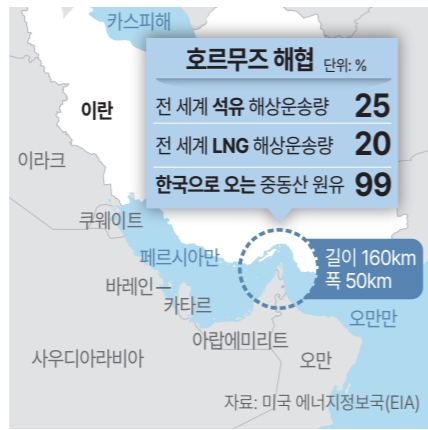 카스피해
호르무즈 해협 단위: %
전 세계 석유 해상운송량 25
전 세계 LNG 해상운송량 20
한국으로 오는 중동산 원유 99
이란
이라크
쿠웨이트
페르시아만
길이 160km
폭 50km
바레인
카타르
오만만
아랍에미리트
사우디아라비아
오만
자료: 미국 에너지정보국(EIA)